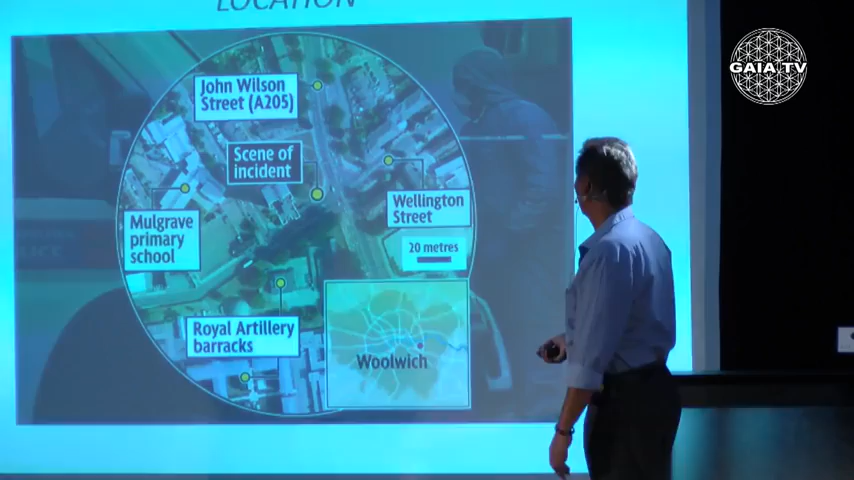 LOCATION
GAIA TV
John Wilson
Street (A205)
Scene of
incident
Wellington
Street
Mulgrave
primary
school
20 metres
Royal Artillery
barracks
Woolwich